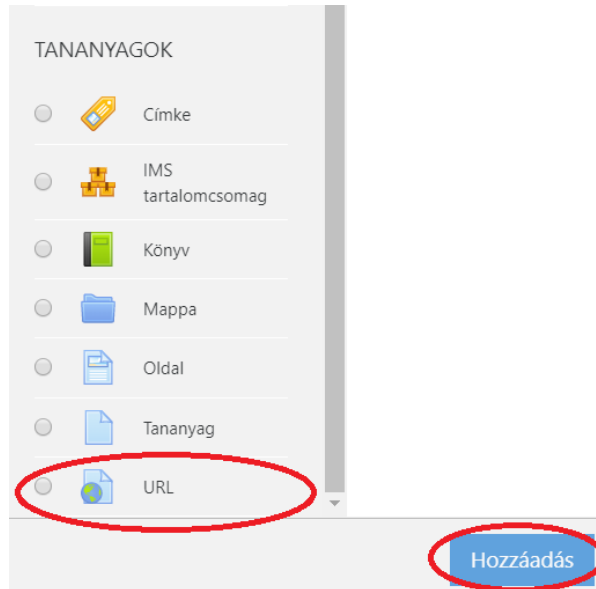 TANANYAGOK
Címke
IMS
tartalomcsomag
Könyv
Mappa
Oldal
Tananyag
URL
Hozzáadás